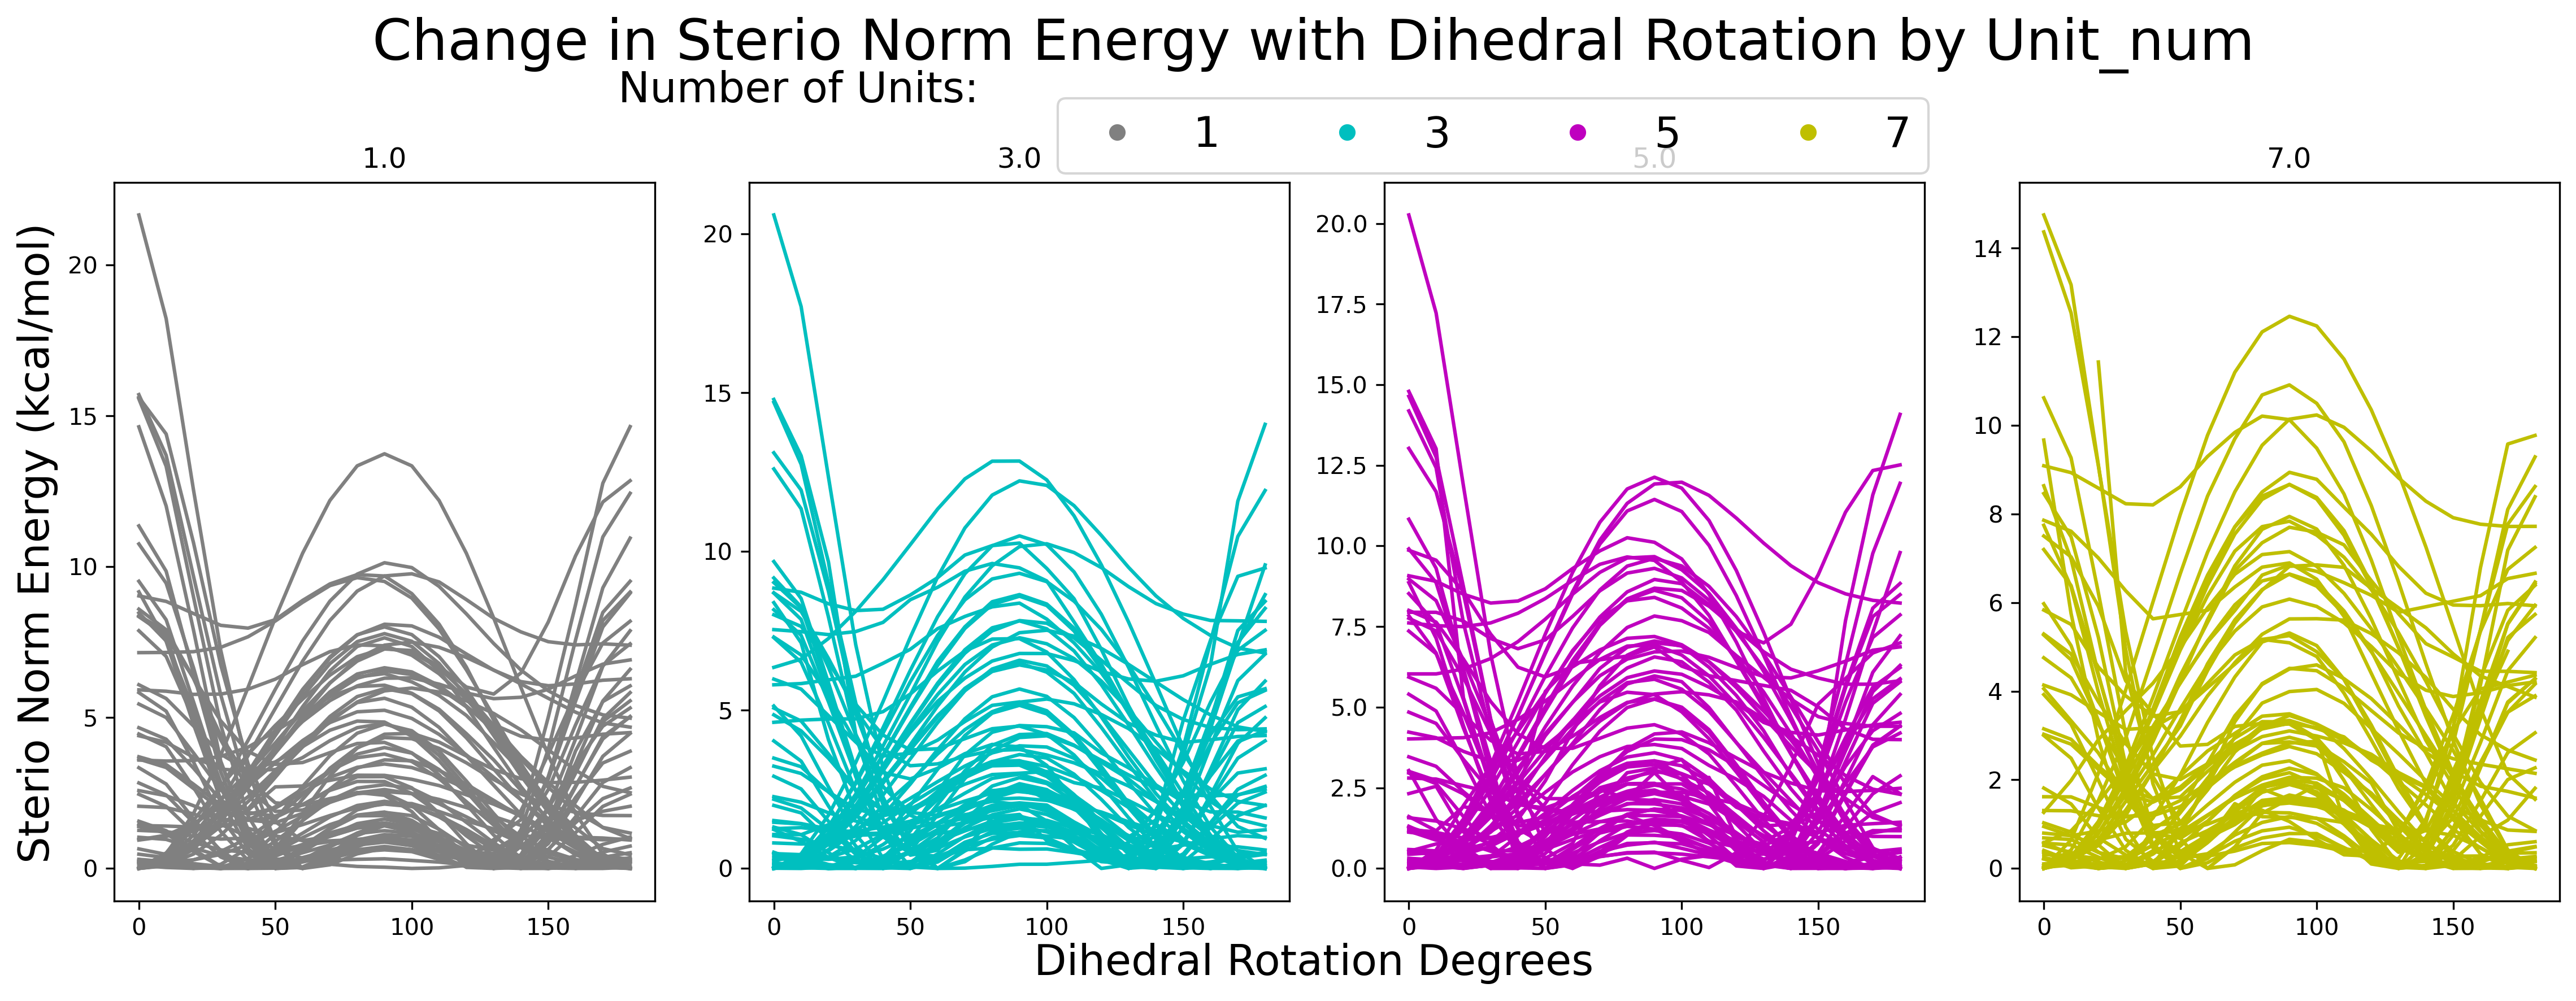 Change in Sterio Norm Energy with Dihedral Rotation by Unit_num
Number of Units:
1 3 5 7
1.0 3.0 5.0 7.0
Sterio Norm Energy (kcal/mol)
20
15
10
5
0
0 50 100 150
20
15
10
5
0
0 50 100 150
20.0
17.5
15.0
12.5
10.0
7.5
5.0
2.5
0.0
0 50 100 150
14
12
10
8
6
4
2
0
0 50 100 150
Dihedral Rotation Degrees